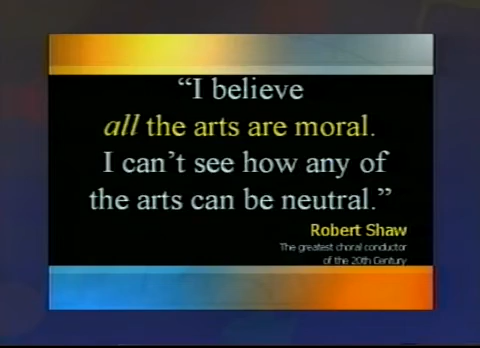 “I believe
all the arts are moral.
I can’t see how any of
the arts can be neutral.”
Robert Shaw
The greatest choral conductor
of the 20th Century